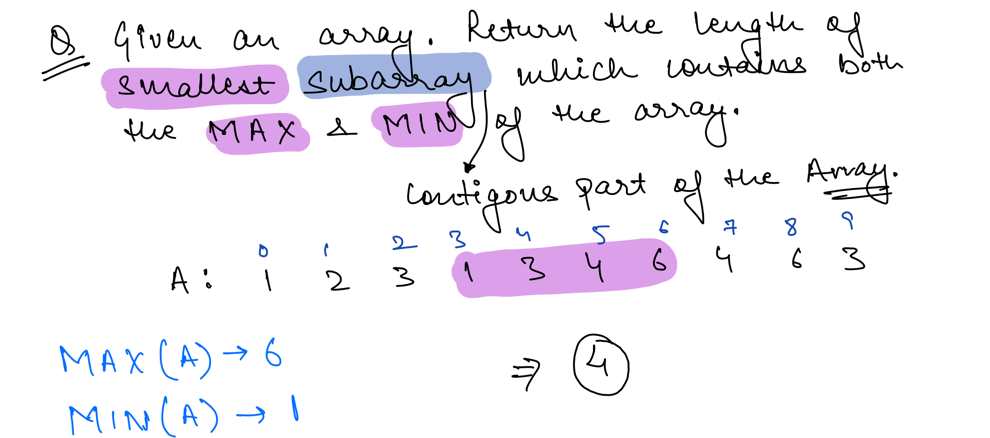 Q Given an array. Return the length of
smallest subarray which contains both
the MAX & MIN of the array.
Contigous part of the Array.
0 1 2 3 4 5 6 7 8 9
A: 1 2 3 1 3 4 6 4 6 3
MAX(A) → 6
⇒ 4
MIN(A) → 1